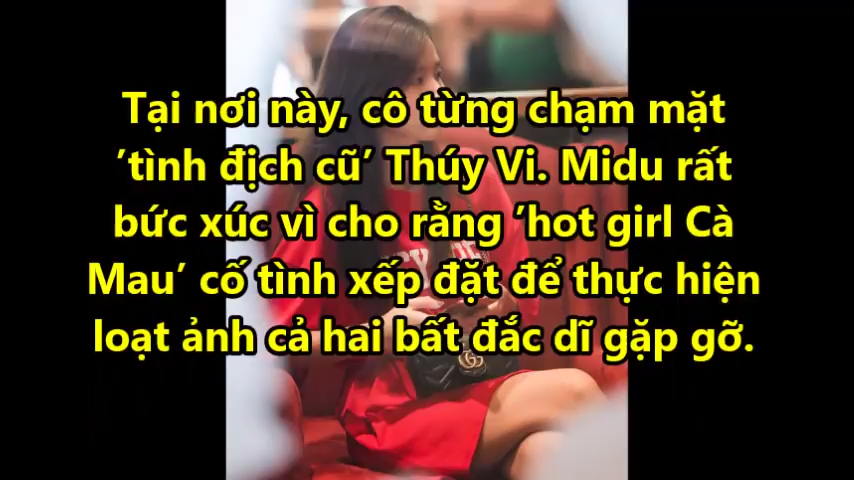 Tại nơi này, cô từng chạm mặt
'tình địch cũ' Thúy Vi. Midu rất
bức xúc vì cho rằng 'hot girl Cà
Mau' cố tình xếp đặt để thực hiện
loạt ảnh cả hai bất đắc dĩ gặp gỡ.